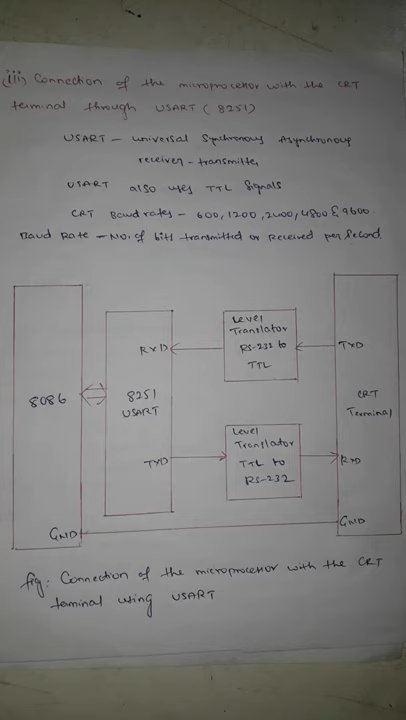 (iii) Connection of the microprocessor with the CRT
terminal through USART (8251)
USART - universal Synchronous Asynchronous
receiver - transmitter
USART also uses TTL Signals
CRT Baud rates - 600, 1200, 2400, 4800 & 9600
Baud Rate - No. of bits transmitted or Received per Second.
8086
GND
RXD
8251
USART
TXD
Level
Translator
RS-232 to
TTL
Level
Translator
TTL to
RS-232
TXD
CRT
Terminal
RXD
GND
fig: Connection of the microprocessor with the CRT
terminal using USART